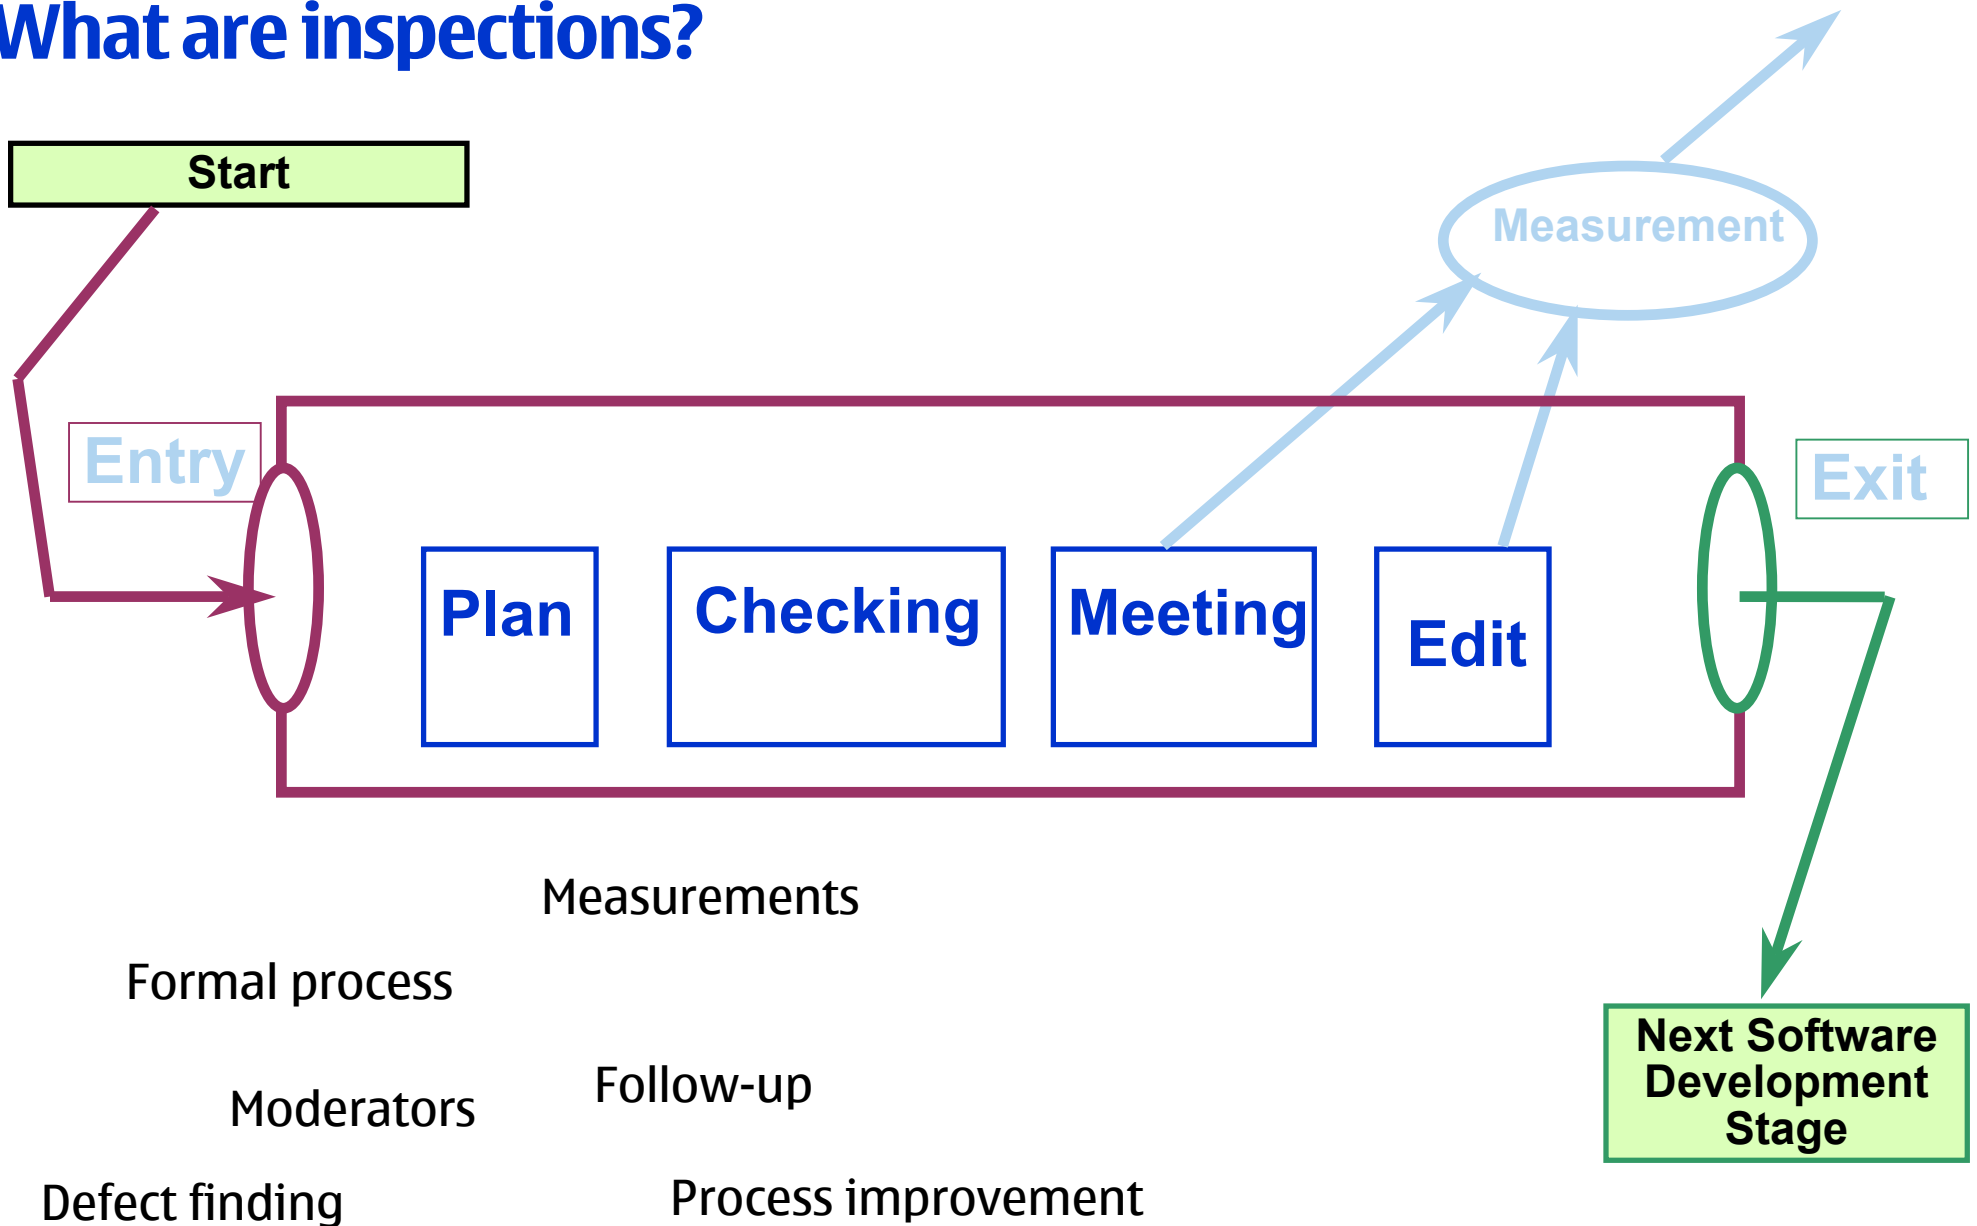 What are inspections?
Start
Measurement
Entry
Exit
Plan
Checking
Meeting
Edit
Measurements
Formal process
Next Software
Development
Stage
Follow-up
Moderators
Process improvement
Defect finding